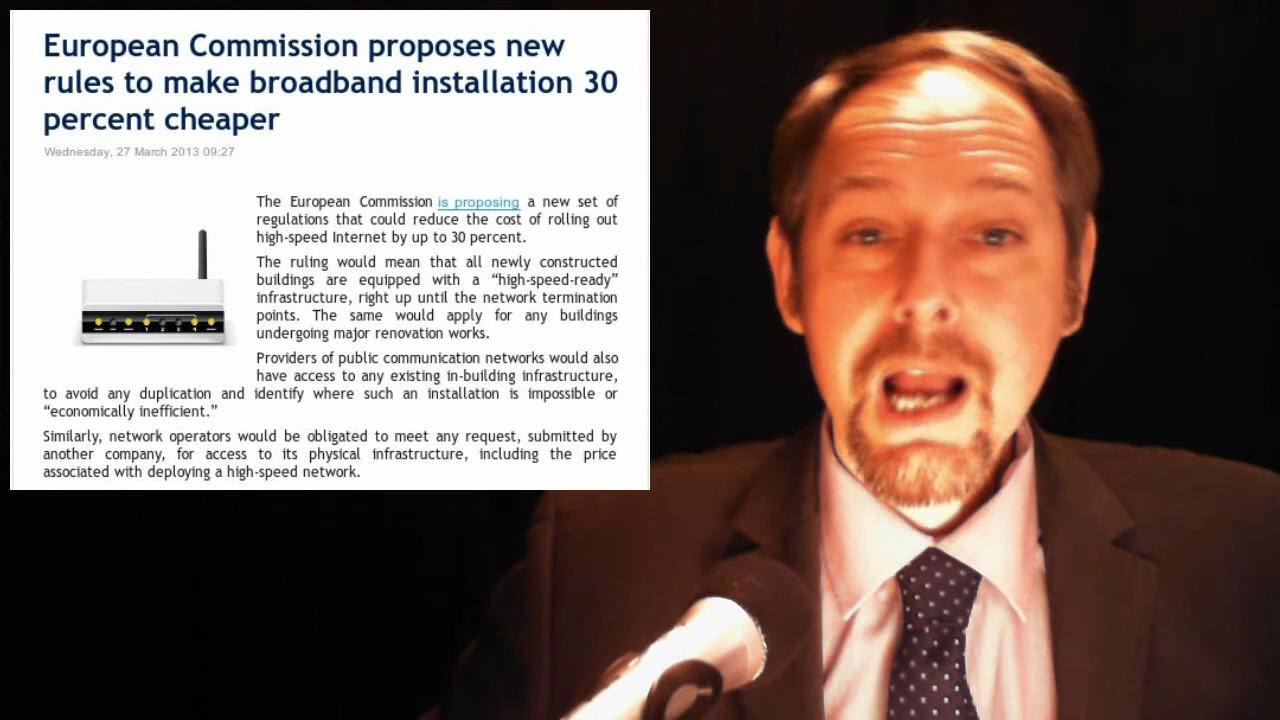 European Commission proposes new
rules to make broadband installation 30
percent cheaper
Wednesday, 27 March 2013 09:27
The European Commission is proposing a new set of
regulations that could reduce the cost of rolling out
high-speed Internet by up to 30 percent.
The ruling would mean that all newly constructed
buildings are equipped with a “high-speed-ready”
infrastructure, right up until the network termination
points. The same would apply for any buildings
undergoing major renovation works.
Providers of public communication networks would also
have access to any existing in-building infrastructure,
to avoid any duplication and identify where such an installation is impossible or
“economically inefficient.”
Similarly, network operators would be obligated to meet any request, submitted by
another company, for access to its physical infrastructure, including the price
associated with deploying a high-speed network.